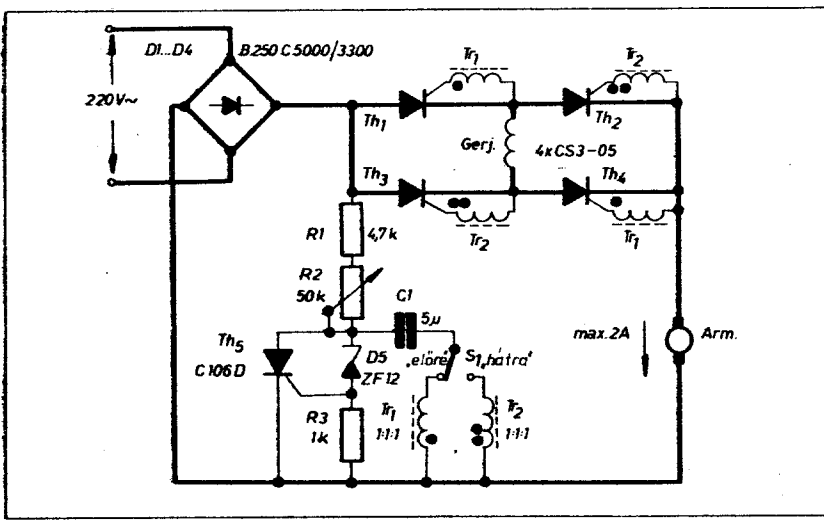 D1...D4
B250 C5000/3300
220V~
Tr1
Tr2
Th1
Th2
Gerj.
4xCS3-05
Th3
Th4
Tr2
Tr1
R1
4,7k
R2
50k
C1
5µ
Th5
C106D
D5
ZF12
„előre"
S1
„hátra"
max.2A
Arm.
R3
1k
Tr1
1:1:1
Tr2
1:1:1